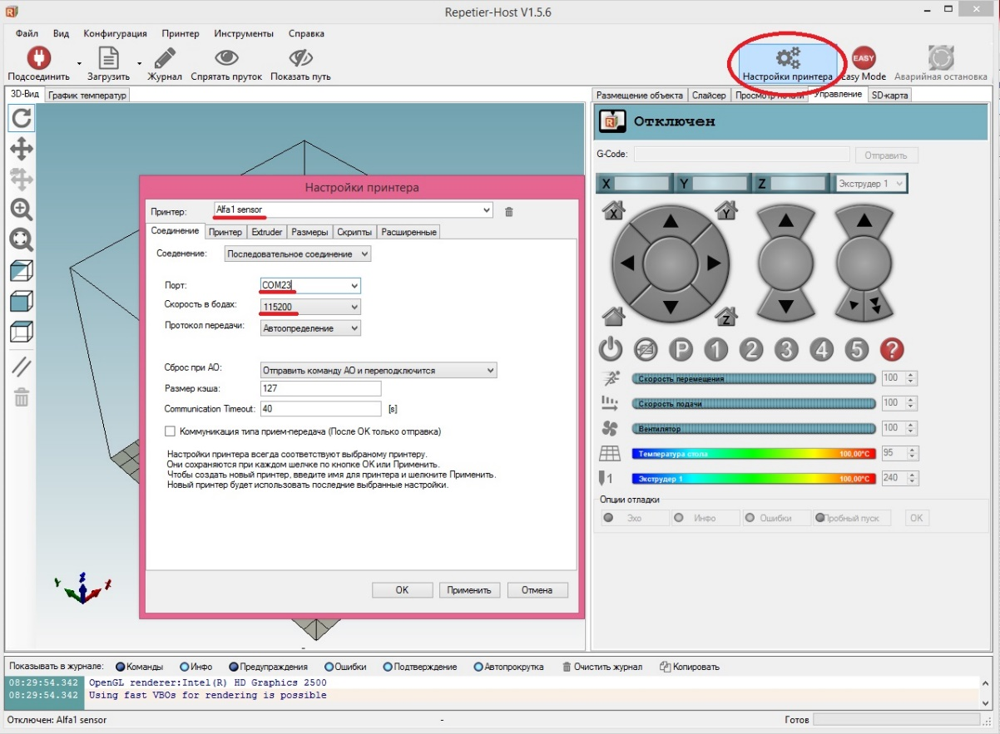 Repetier-Host V1.5.6
Файл Вид Конфигурация Принтер Инструменты Справка
Подсоединить Загрузить Журнал Спрятать пруток Показать путь Настройки принтера Easy Mode Аварийная остановка
EASY
3D-Вид График температур
Размещение объекта Слайсер Просмотр печати Управление SD-карта
Отключен
G-Code: Отправить
X Y Z Экструдер 1
X Y
Z
P 1 2 3 4 5 ?
Скорость перемещения 100
Скорость подачи 100
Вентилятор 100
Температура стола 100,00°C 95
1 Экструдер 1 100,00°C 240
Опции отладки
Эхо Инфо Ошибки Пробный пуск OK
Настройки принтера
Принтер: Alfa1 sensor
Соединение Принтер Extruder Размеры Скрипты Расширенные
Соеденение: Последовательное соединение
Порт: COM23
Скорость в бодах: 115200
Протокол передачи: Автоопределение
Сброс при АО: Отправить команду АО и переподключится
Размер кэша: 127
Communication Timeout: 40 [s]
Коммуникация типа прием-передача (После ОК только отправка)
Настройки принтера всегда соответствуют выбраному принтеру.
Они сохраняются при каждом шелчке по кнопке ОК или Применить.
Чтобы создать новый принтер, введите имя для принтера и шелкните Применить.
Новый принтер будет использовать последние выбранные настройки.
OK Применить Отмена
Y Z X
Показывать в журнале: Команды Инфо Предупраждения Ошибки Подтверждение Автопрокрутка Очистить журнал Копировать
08:29:54.342 OpenGL renderer:Intel(R) HD Graphics 2500
08:29:54.342 Using fast VBOs for rendering is possible
Отключен: Alfa1 sensor - Готов